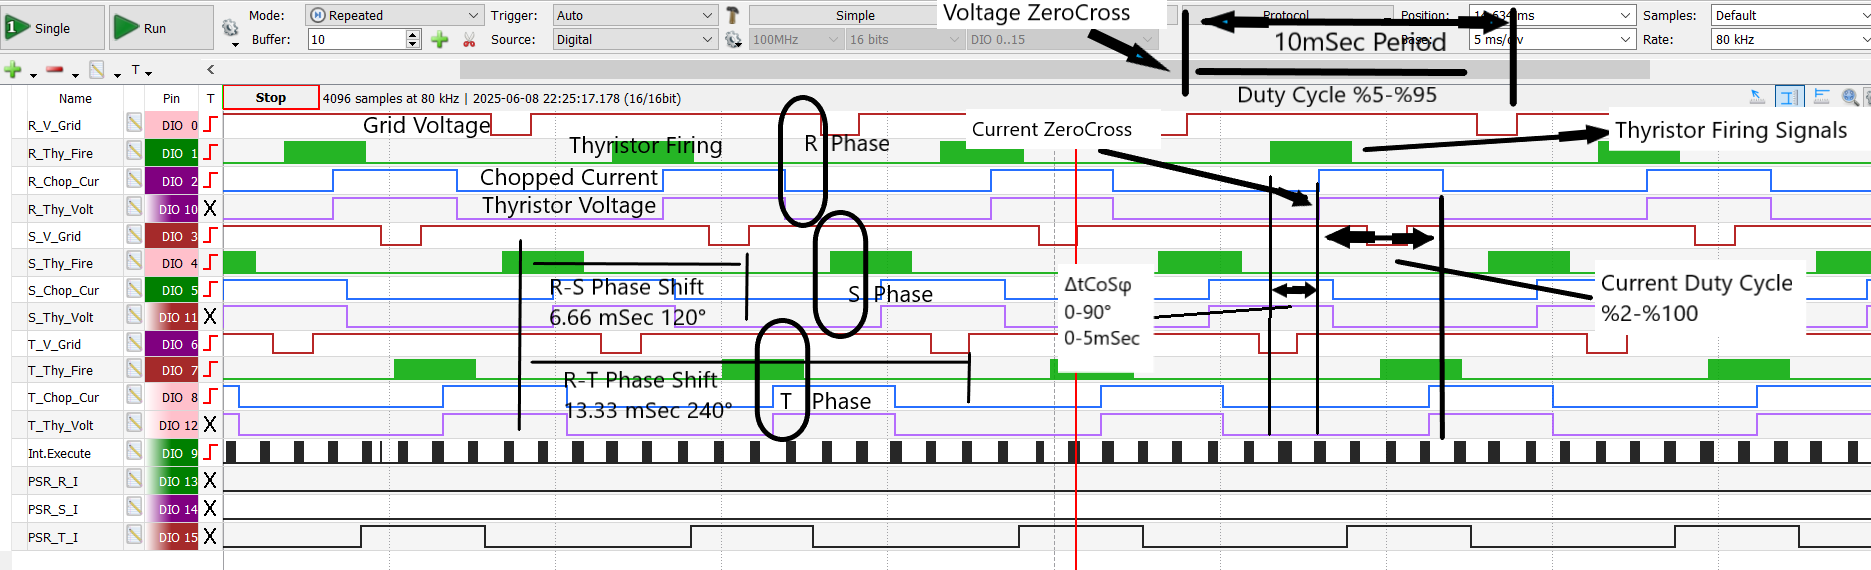 Single
Run
Mode: Repeated
Buffer: 10
Trigger: Auto
Source: Digital
Simple
Protocol
100MHz
16 bits
DIO 0..15
Voltage ZeroCross
10mSec Period
Duty Cycle %5-%95
Position:
5 ms/div
Samples: Default
Rate: 80 kHz
T
Name Pin T
Stop
4096 samples at 80 kHz | 2025-06-08 22:25:17.178 (16/16bit)
R_V_Grid DIO 0
R_Thy_Fire DIO 1
R_Chop_Cur DIO 2
R_Thy_Volt DIO 10 X
S_V_Grid DIO 3
S_Thy_Fire DIO 4
S_Chop_Cur DIO 5
S_Thy_Volt DIO 11 X
T_V_Grid DIO 6
T_Thy_Fire DIO 7
T_Chop_Cur DIO 8
T_Thy_Volt DIO 12 X
Int.Execute DIO 9
PSR_R_I DIO 13 X
PSR_S_I DIO 14 X
PSR_T_I DIO 15 X
Grid Voltage
Thyristor Firing
Chopped Current
Thyristor Voltage
R Phase
Current ZeroCross
Thyristor Firing Signals
R-S Phase Shift
6.66 mSec 120°
S Phase
ΔtCoSφ
0-90°
0-5mSec
Current Duty Cycle
%2-%100
R-T Phase Shift
13.33 mSec 240°
T Phase